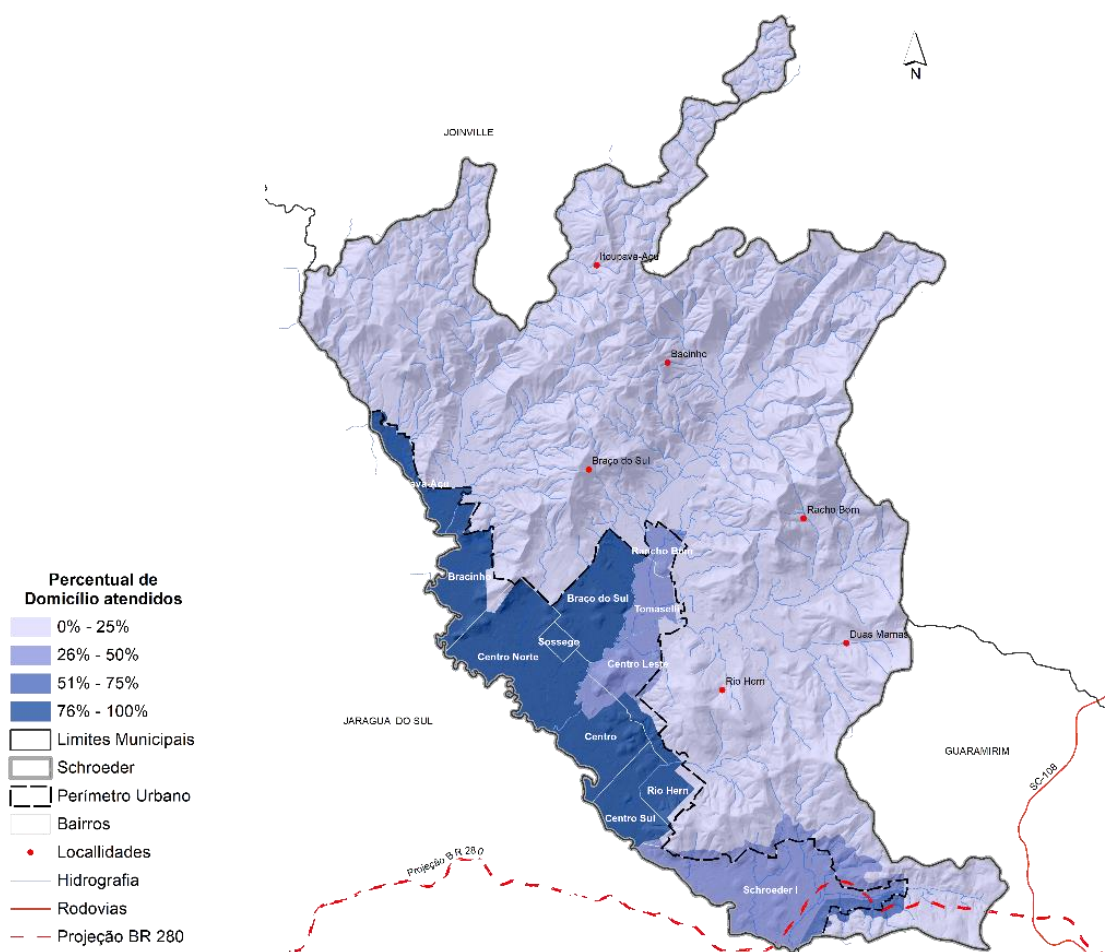 N
JOINVILLE
Itoupava-Açu
Bacinho
Braço do Sul
Racho Bom
Rancho Bom
Bracinho
Braço do Sul
Tomaselli
Sossego
Duas Mamas
Centro Norte
Centro Leste
Rio Hern
JARAGUA DO SUL
Centro
GUARAMIRIM
SC-108
Rio Hern
Centro Sul
Projeção BR 280
Schroeder I
Percentual de
Domicílio atendidos
0% - 25%
26% - 50%
51% - 75%
76% - 100%
Limites Municipais
Schroeder
Perímetro Urbano
Bairros
Locallidades
Hidrografia
Rodovias
Projeção BR 280